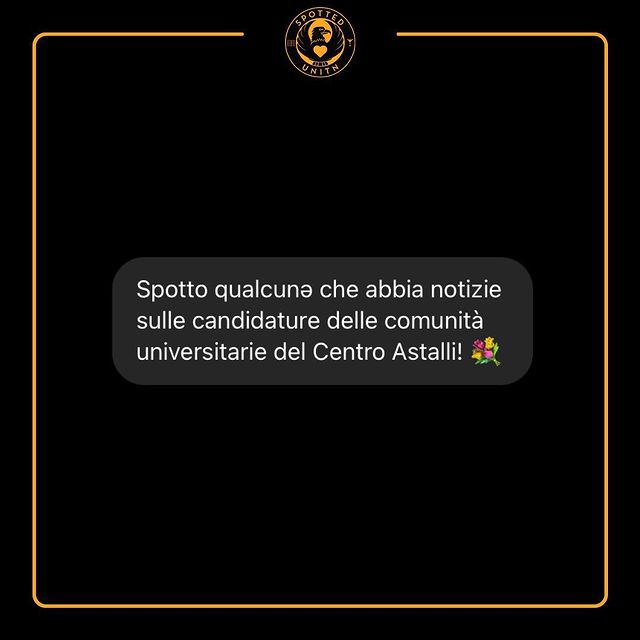 SPOTTED
UNITN
Spotto qualcunə che abbia notizie
sulle candidature delle comunità
universitarie del Centro Astalli! 💐